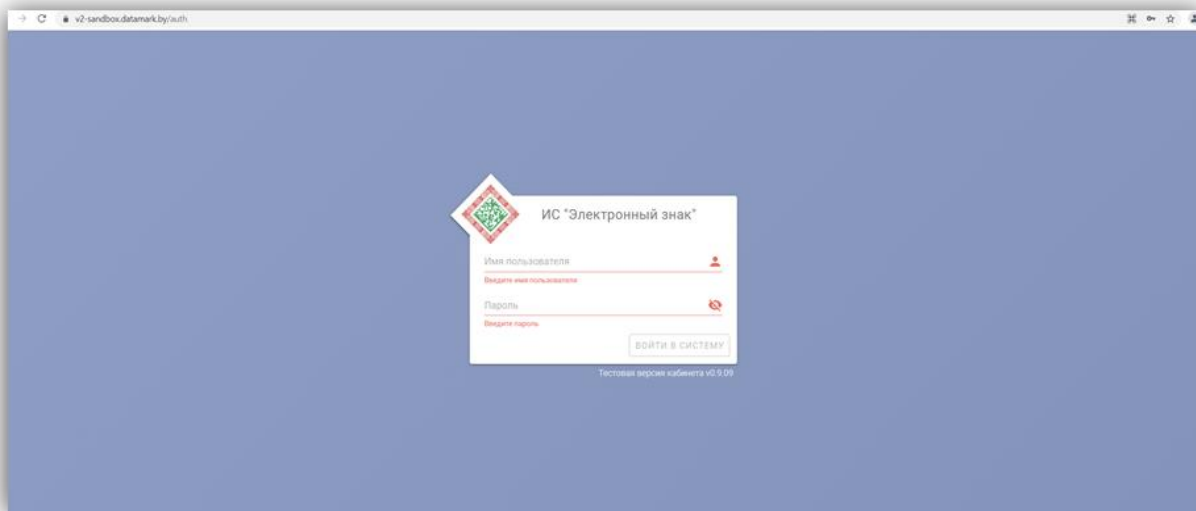 v2-sandbox.datamark.by/auth
ИС "Электронный знак"
Имя пользователя
Введите имя пользователя
Пароль
Введите пароль
ВОЙТИ В СИСТЕМУ
Тестовая версия кабинета v0.9.09